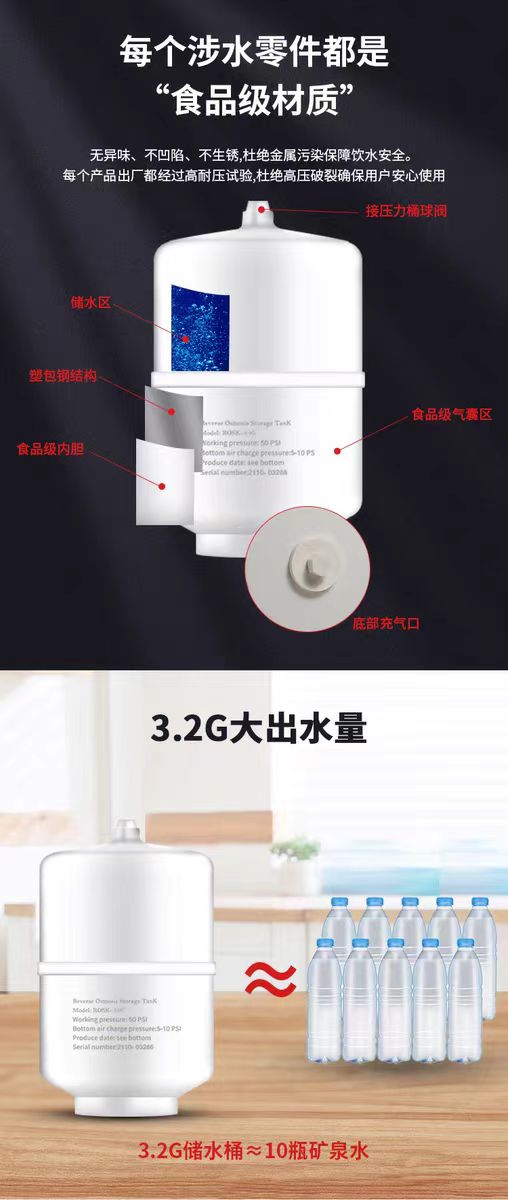 每个涉水零件都是
“食品级材质”
无异味、不凹陷、不生锈,杜绝金属污染保障饮水安全。
每个产品出厂都经过高耐压试验,杜绝高压破裂确保用户安心使用
接压力桶球阀
储水区
塑包钢结构
食品级气囊区
食品级内胆
Reverse Osmosis Storage TanK
Model: ROSK-
Working pressure: 50 PSI
Bottom air charge pressure:5-10 PS
Produce date: see bottom
Serial number:2110- 03266
底部充气口
3.2G大出水量
Reverse Osmosis Storage TanK
Model: ROSK-
Working pressure: 50 PSI
Bottom air charge pressure:5-10 PSI
Produce date: see bottom
Serial number:2110- 03266
3.2G储水桶≈10瓶矿泉水